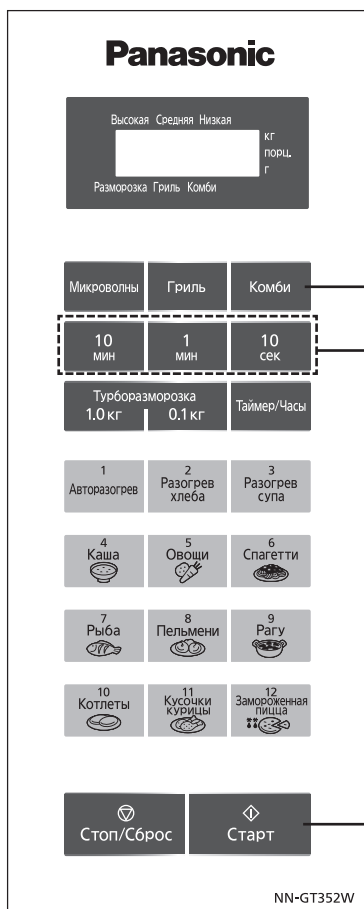 Panasonic
Высокая Средняя Низкая
кг
порц.
г
Разморозка Гриль Комби
Микроволны Гриль Комби
10 1 10
мин мин сек
Турборазморозка
1.0 кг 0.1 кг Таймер/Часы
1 2 3
Авторазогрев Разогрев Разогрев
хлеба супа
4 5 6
Каша Овощи Спагетти
7 8 9
Рыба Пельмени Рагу
10 11 12
Котлеты Кусочки Замороженная
курицы пицца
Стоп/Сброс Старт
NN-GT352W